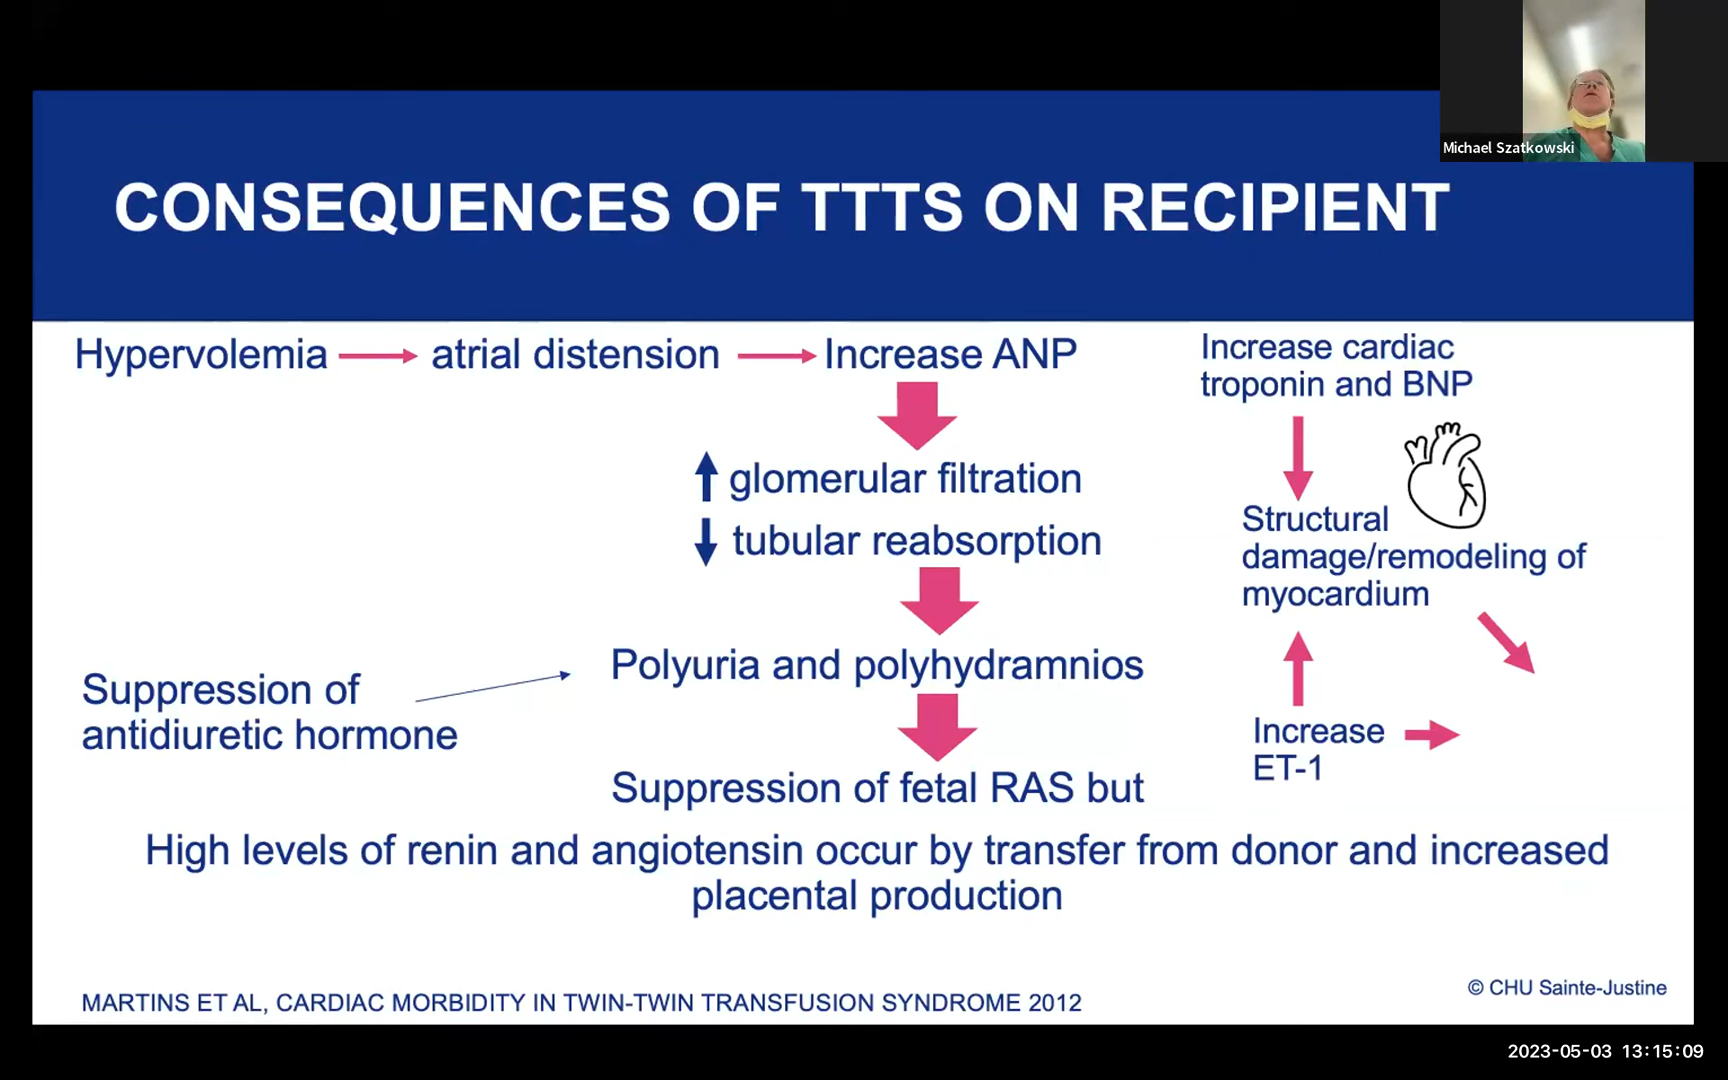 Michael Szatkowski
CONSEQUENCES OF TTTS ON RECIPIENT
Hypervolemia
atrial distension
Increase ANP
glomerular filtration
tubular reabsorption
Polyuria and polyhydramnios
Suppression of
antidiuretic hormone
Suppression of fetal RAS but
High levels of renin and angiotensin occur by transfer from donor and increased
placental production
Increase cardiac
troponin and BNP
Structural
damage/remodeling of
myocardium
Increase
ET-1
MARTINS ET AL, CARDIAC MORBIDITY IN TWIN-TWIN TRANSFUSION SYNDROME 2012
© CHU Sainte-Justine
2023-05-03 13:15:09